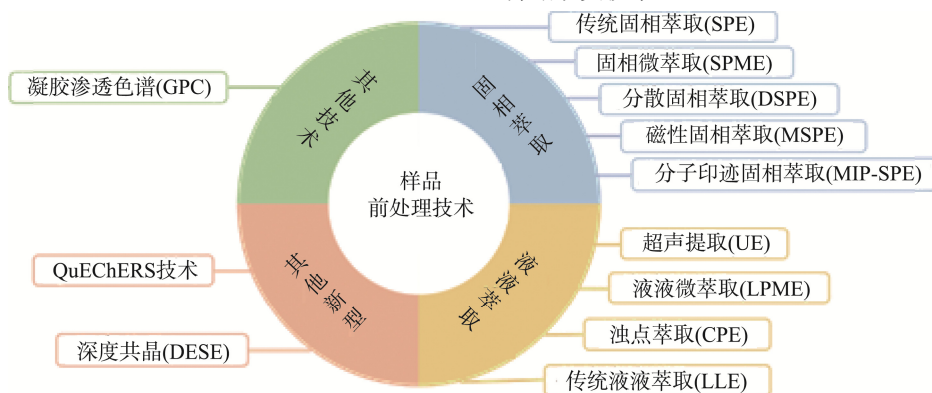 传统固相萃取(SPE)
固相微萃取(SPME)
分散固相萃取(DSPE)
磁性固相萃取(MSPE)
分子印迹固相萃取(MIP-SPE)
固相萃取
其他技术
凝胶渗透色谱(GPC)
样品
前处理技术
超声提取(UE)
液液微萃取(LPME)
浊点萃取(CPE)
传统液液萃取(LLE)
液液萃取
其他新型
QuEChERS技术
深度共晶(DESE)